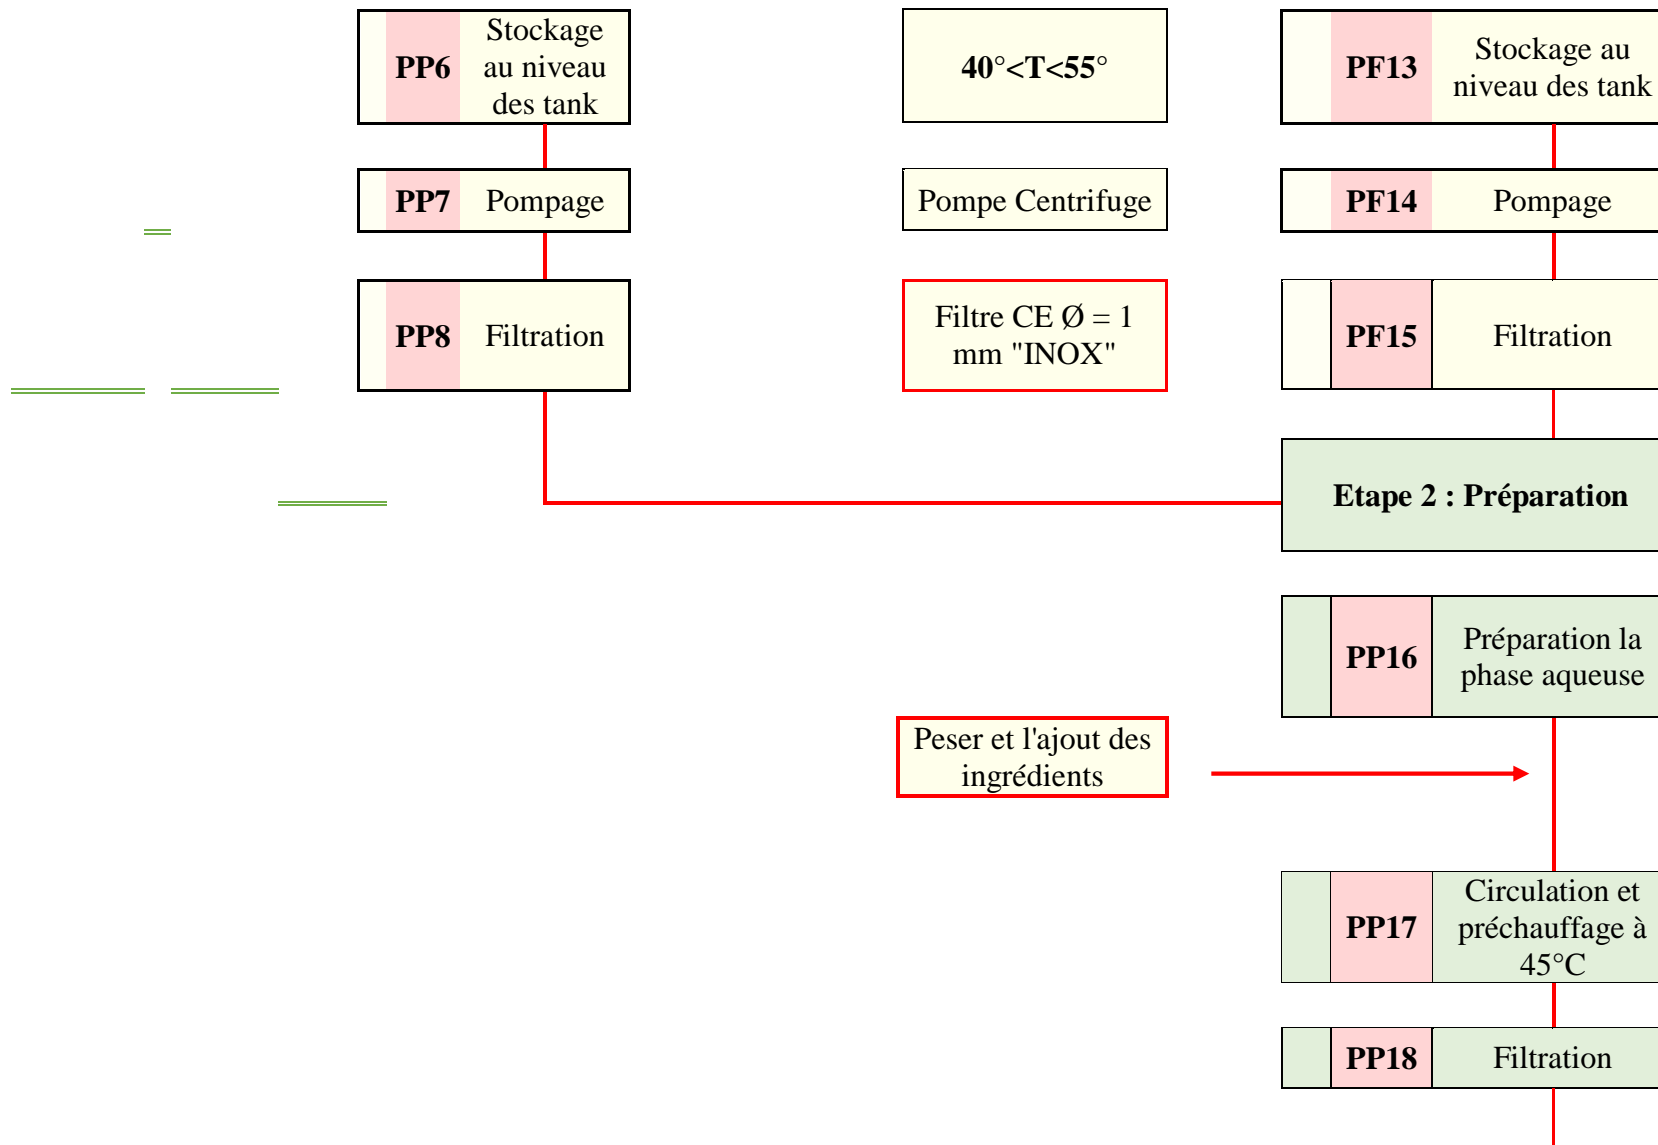 PP6
Stockage
au niveau
des tank
40°<T<55°
PF13
Stockage au
niveau des tank
PP7
Pompage
Pompe Centrifuge
PF14
Pompage
PP8
Filtration
Filtre CE Ø = 1
mm "INOX"
PF15
Filtration
Etape 2 : Préparation
PP16
Préparation la
phase aqueuse
Peser et l'ajout des
ingrédients
PP17
Circulation et
préchauffage à
45°C
PP18
Filtration